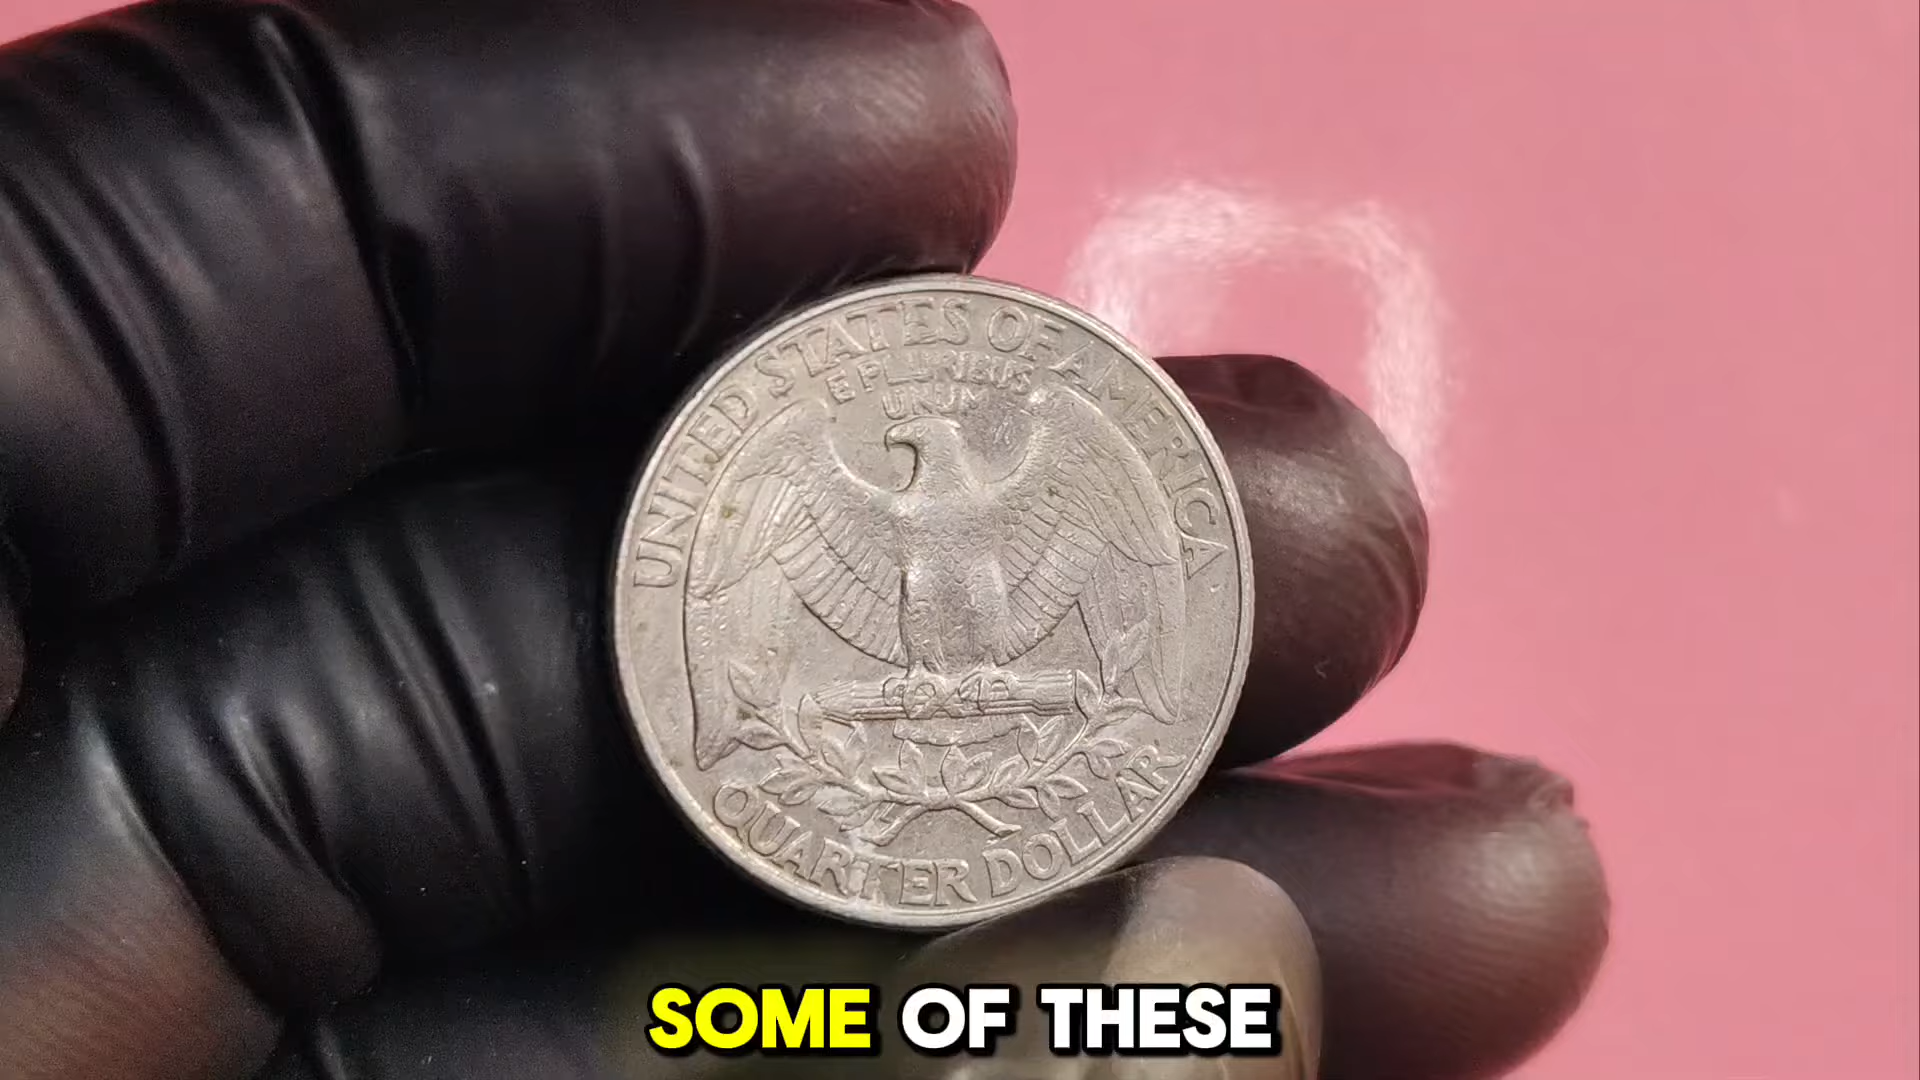 UNITED STATES OF AMERICA
E PLURIBUS
UNUM
QUARTER DOLLAR
SOME OF THESE